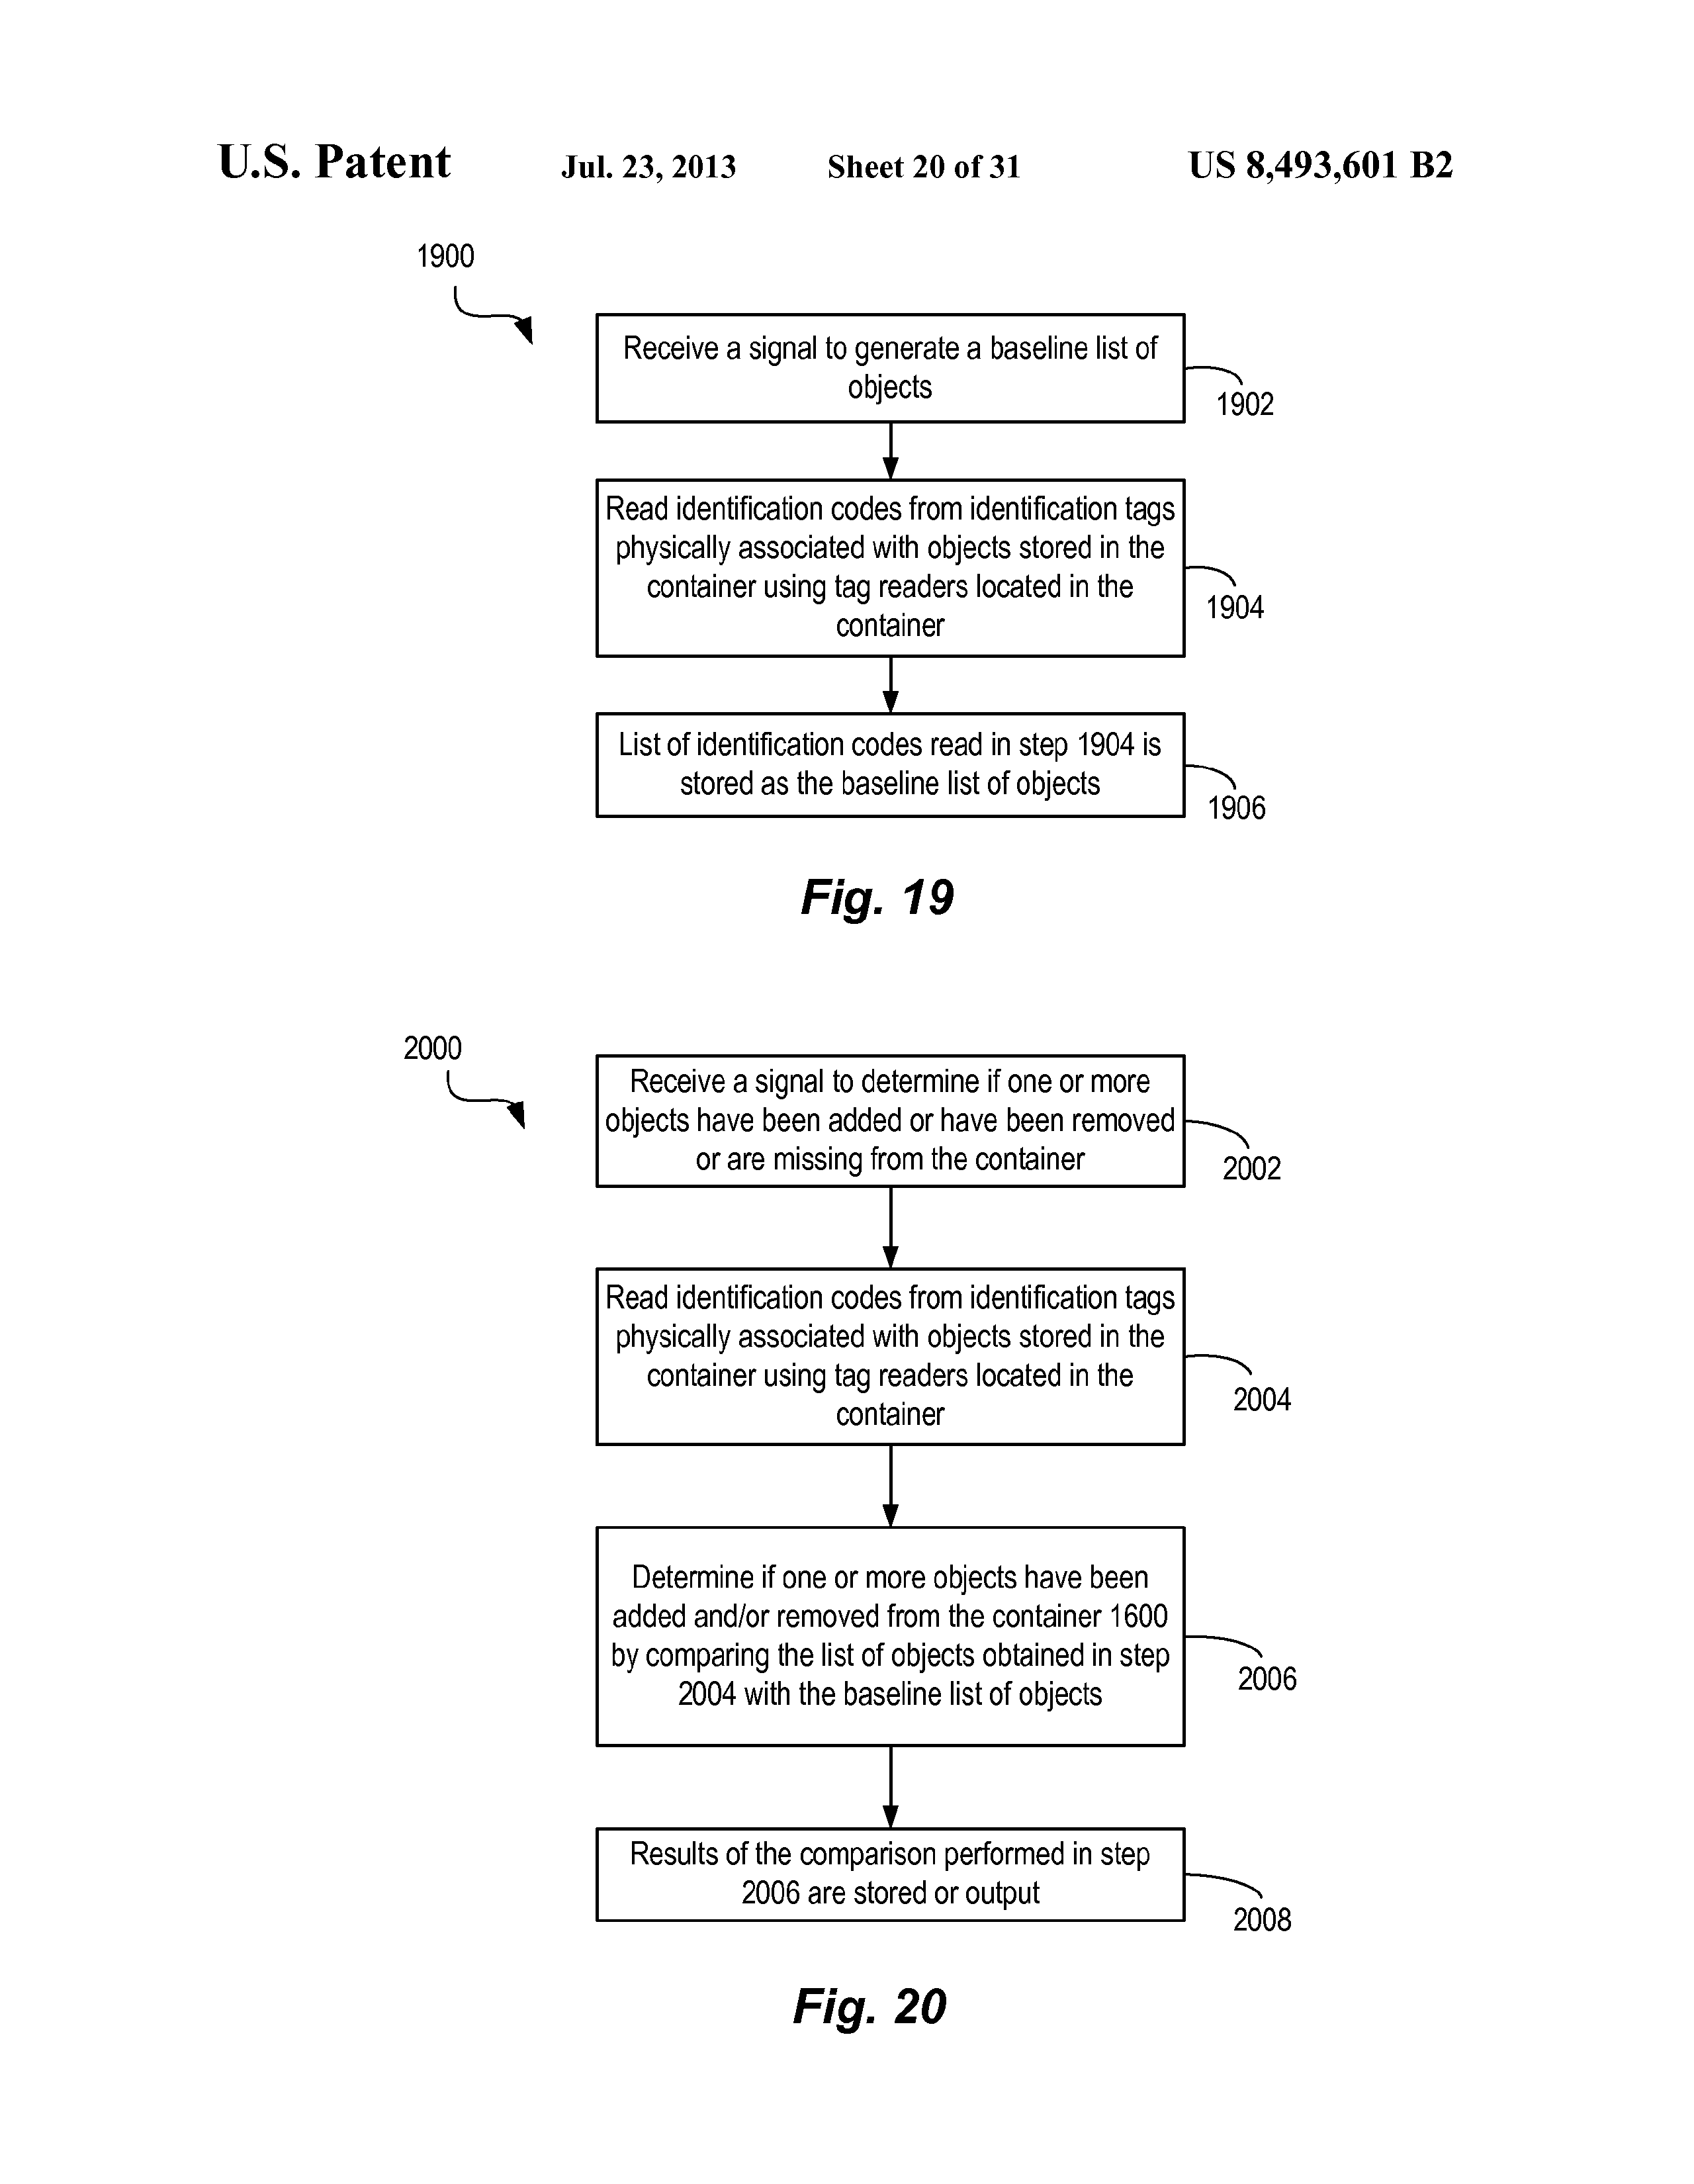 U.S. Patent Jul. 23, 2013 Sheet 20 of 31 US 8,493,601 B2
1900
Receive a signal to generate a baseline list of
objects
1902
Read identification codes from identification tags
physically associated with objects stored in the
container using tag readers located in the
container
1904
List of identification codes read in step 1904 is
stored as the baseline list of objects
1906
Fig. 19
2000
Receive a signal to determine if one or more
objects have been added or have been removed
or are missing from the container
2002
Read identification codes from identification tags
physically associated with objects stored in the
container using tag readers located in the
container
2004
Determine if one or more objects have been
added and/or removed from the container 1600
by comparing the list of objects obtained in step
2004 with the baseline list of objects
2006
Results of the comparison performed in step
2006 are stored or output
2008
Fig. 20